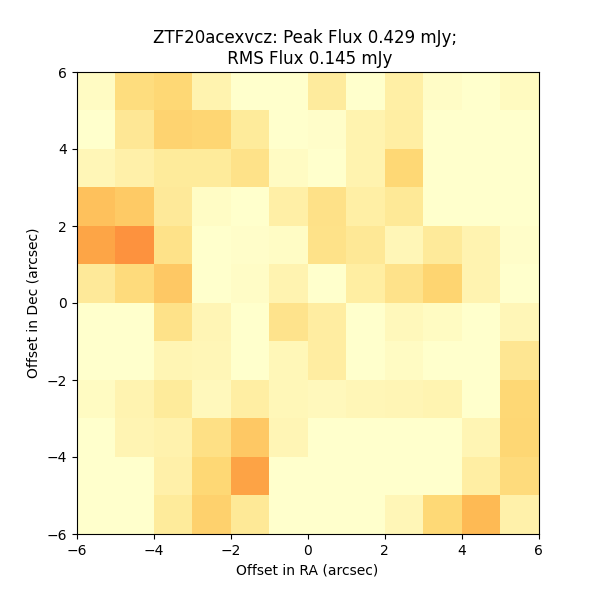 ZTF20acexvcz: Peak Flux 0.429 mJy;
RMS Flux 0.145 mJy
6
4
2
0
−2
−4
−6
Offset in Dec (arcsec)
−6 −4 −2 0 2 4 6
Offset in RA (arcsec)